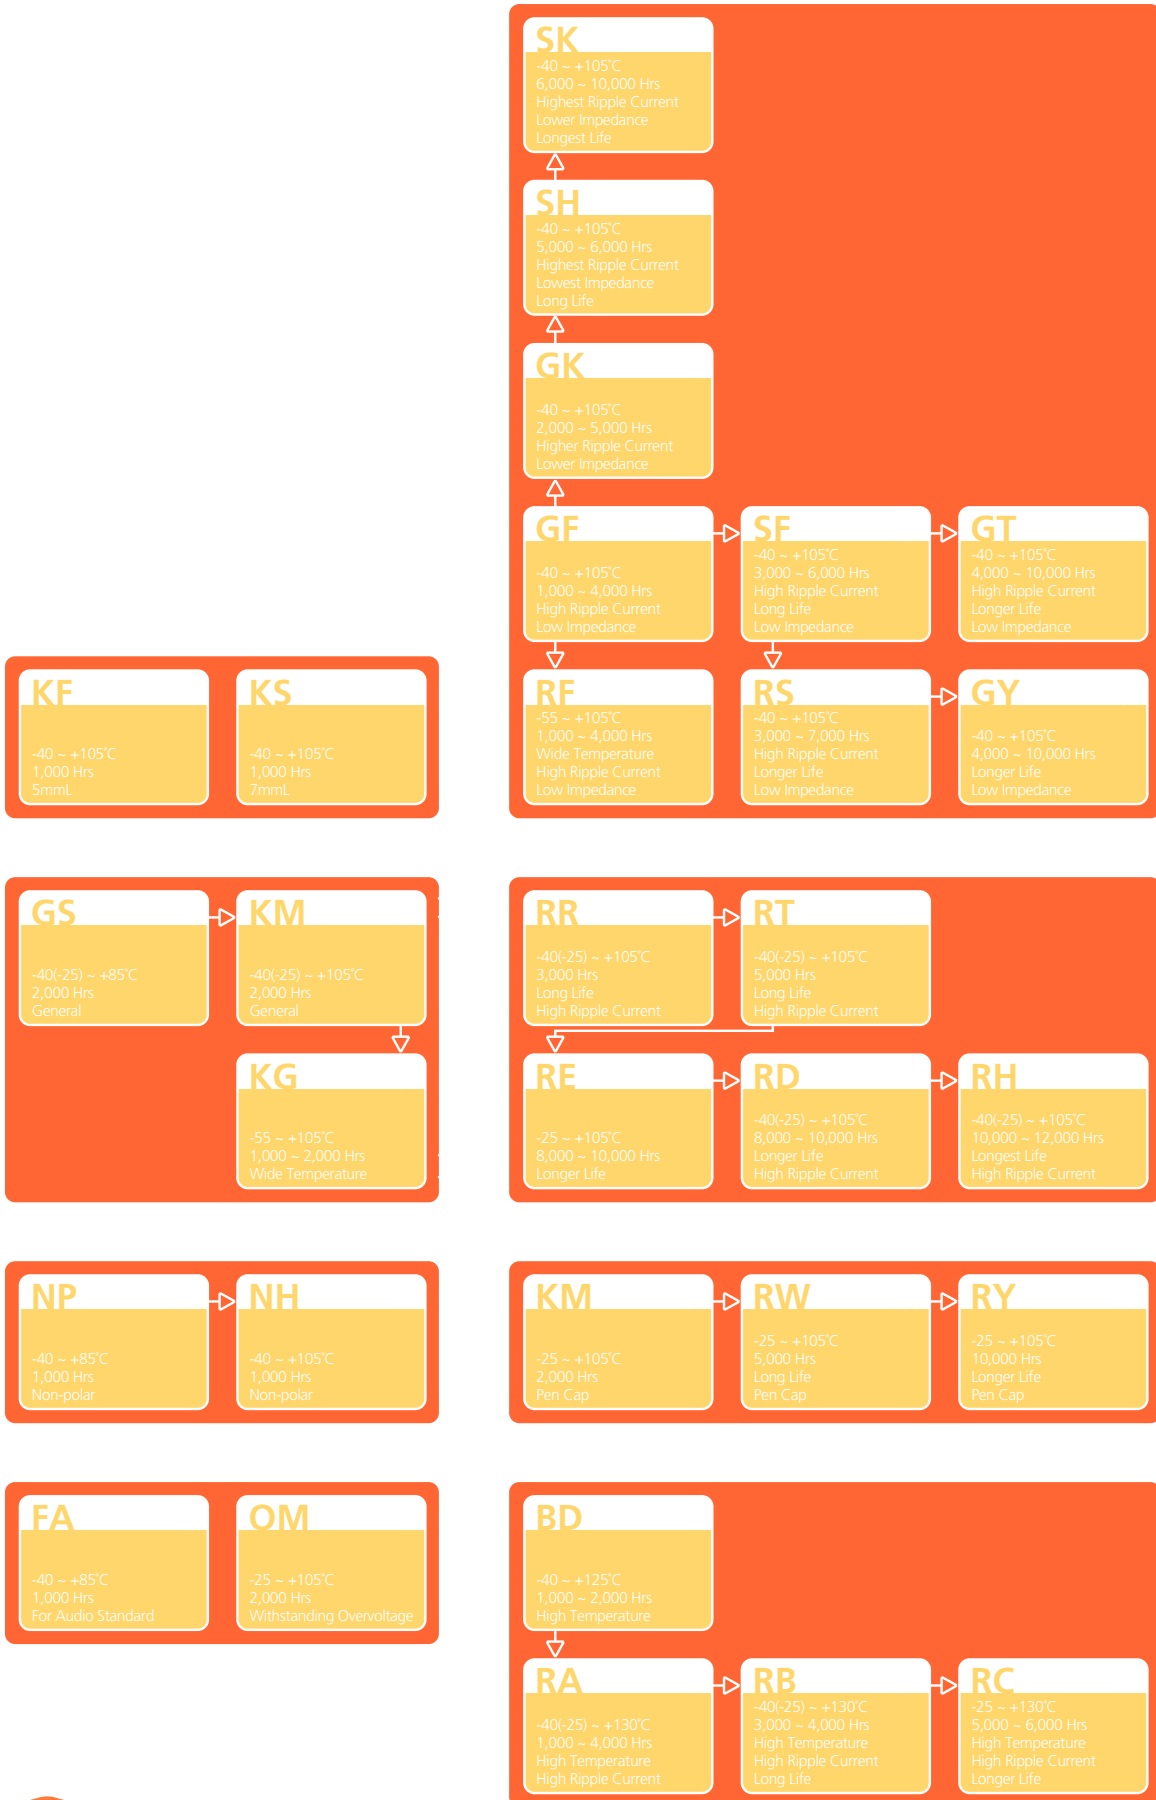 SK
-40 ~ +105˚C
6,000 ~ 10,000 Hrs
Highest Ripple Current
Lower Impedance
Longest Life
SH
-40 ~ +105˚C
5,000 ~ 6,000 Hrs
Highest Ripple Current
Lowest Impedance
Long Life
GK
-40 ~ +105˚C
2,000 ~ 5,000 Hrs
Higher Ripple Current
Lower Impedance
GF
-40 ~ +105˚C
1,000 ~ 4,000 Hrs
High Ripple Current
Low Impedance
SF
-40 ~ +105˚C
3,000 ~ 6,000 Hrs
High Ripple Current
Long Life
Low Impedance
GT
-40 ~ +105˚C
4,000 ~ 10,000 Hrs
High Ripple Current
Longer Life
Low Impedance
KF
-40 ~ +105˚C
1,000 Hrs
5mmL
KS
-40 ~ +105˚C
1,000 Hrs
7mmL
RF
-55 ~ +105˚C
1,000 ~ 4,000 Hrs
Wide Temperature
High Ripple Current
Low Impedance
RS
-40 ~ +105˚C
3,000 ~ 7,000 Hrs
High Ripple Current
Longer Life
Low Impedance
GY
-40 ~ +105˚C
4,000 ~ 10,000 Hrs
Longer Life
Low Impedance
GS
-40(-25) ~ +85˚C
2,000 Hrs
General
KM
-40(-25) ~ +105˚C
2,000 Hrs
General
RR
-40(-25) ~ +105˚C
3,000 Hrs
Long Life
High Ripple Current
RT
-40(-25) ~ +105˚C
5,000 Hrs
Long Life
High Ripple Current
KG
-55 ~ +105˚C
1,000 ~ 2,000 Hrs
Wide Temperature
RE
-25 ~ +105˚C
8,000 ~ 10,000 Hrs
Longer Life
RD
-40(-25) ~ +105˚C
8,000 ~ 10,000 Hrs
Longer Life
High Ripple Current
RH
-40(-25) ~ +105˚C
10,000 ~ 12,000 Hrs
Longest Life
High Ripple Current
NP
-40 ~ +85˚C
1,000 Hrs
Non-polar
NH
-40 ~ +105˚C
1,000 Hrs
Non-polar
KM
-25 ~ +105˚C
2,000 Hrs
Pen Cap
RW
-25 ~ +105˚C
5,000 Hrs
Long Life
Pen Cap
RY
-25 ~ +105˚C
10,000 Hrs
Longer Life
Pen Cap
FA
-40 ~ +85˚C
1,000 Hrs
For Audio Standard
OM
-25 ~ +105˚C
2,000 Hrs
Withstanding Overvoltage
BD
-40 ~ +125˚C
1,000 ~ 2,000 Hrs
High Temperature
RA
-40(-25) ~ +130˚C
1,000 ~ 4,000 Hrs
High Temperature
High Ripple Current
RB
-40(-25) ~ +130˚C
3,000 ~ 4,000 Hrs
High Temperature
High Ripple Current
Long Life
RC
-25 ~ +130˚C
5,000 ~ 6,000 Hrs
High Temperature
High Ripple Current
Longer Life